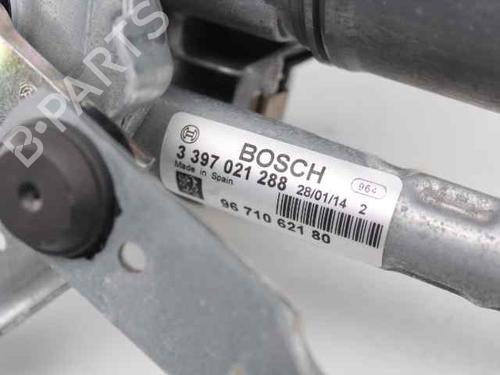 BOSCH
3 397 021 288 28/01/14 2
Made in Spain
964
96 710 621 80
B-PARTS